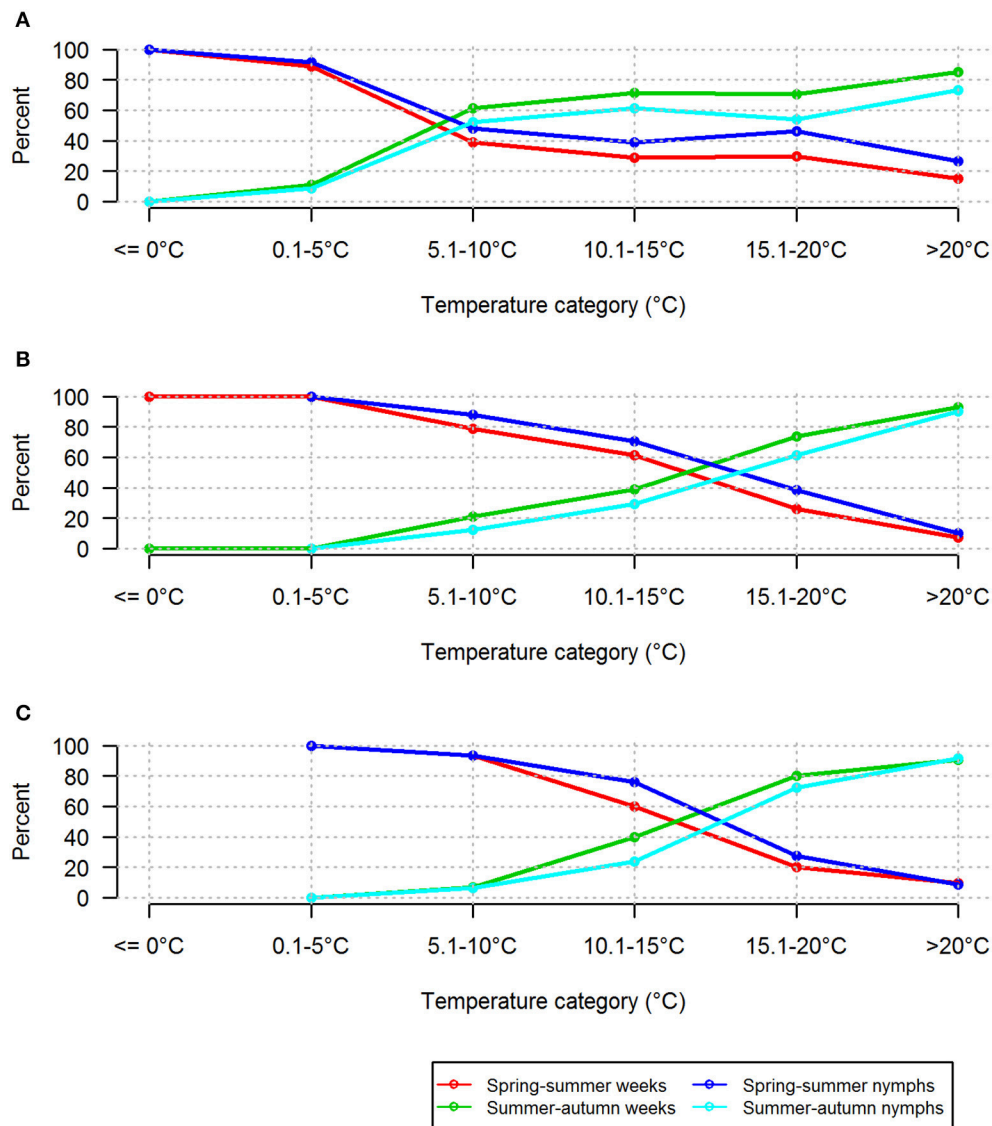 A
100
80
60
40
20
0
Percent
<= 0°C 0.1-5°C 5.1-10°C 10.1-15°C 15.1-20°C >20°C
Temperature category (°C)
B
100
80
60
40
20
0
Percent
<= 0°C 0.1-5°C 5.1-10°C 10.1-15°C 15.1-20°C >20°C
Temperature category (°C)
C
100
80
60
40
20
0
Percent
<= 0°C 0.1-5°C 5.1-10°C 10.1-15°C 15.1-20°C >20°C
Temperature category (°C)
Spring-summer weeks Spring-summer nymphs
Summer-autumn weeks Summer-autumn nymphs